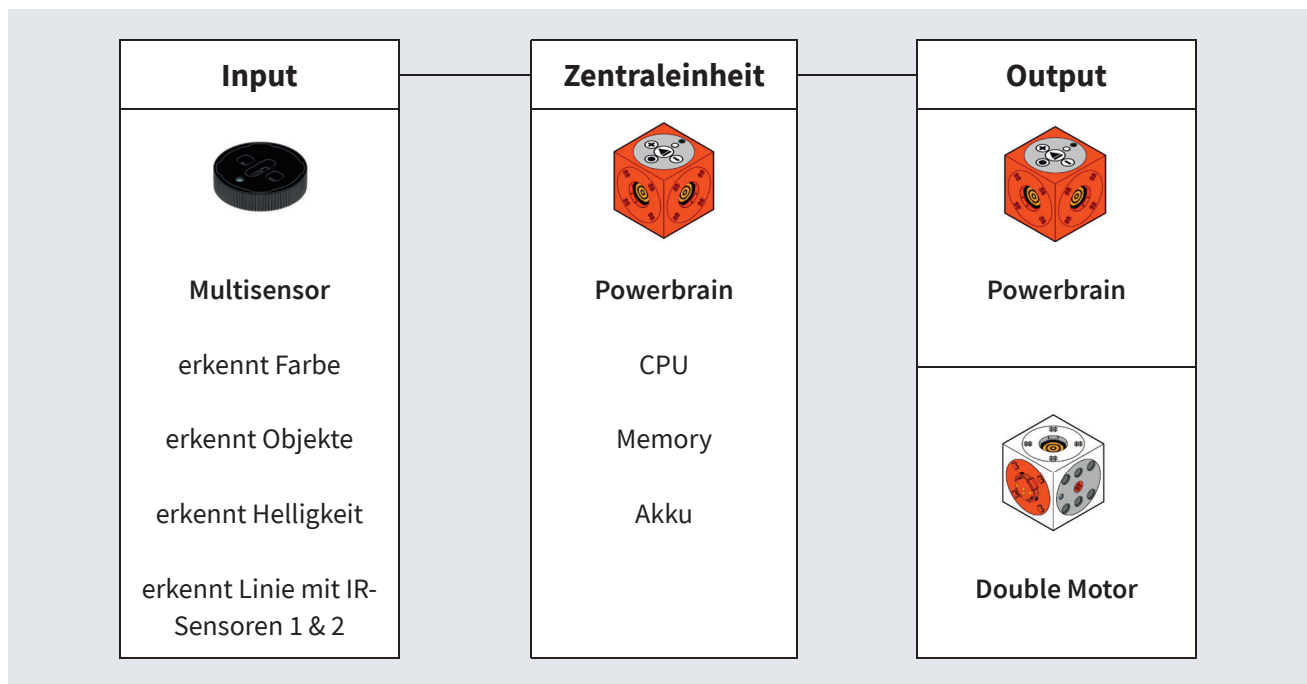 Input
Zentraleinheit
Output
Multisensor
erkennt Farbe
erkennt Objekte
erkennt Helligkeit
erkennt Linie mit IR-
Sensoren 1 & 2
Powerbrain
CPU
Memory
Akku
Powerbrain
Double Motor